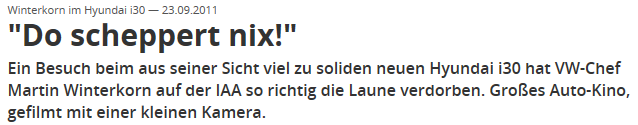 Winterkorn im Hyundai i30 — 23.09.2011
"Do scheppert nix!"
Ein Besuch beim aus seiner Sicht viel zu soliden neuen Hyundai i30 hat VW-Chef
Martin Winterkorn auf der IAA so richtig die Laune verdorben. Großes Auto-Kino,
gefilmt mit einer kleinen Kamera.